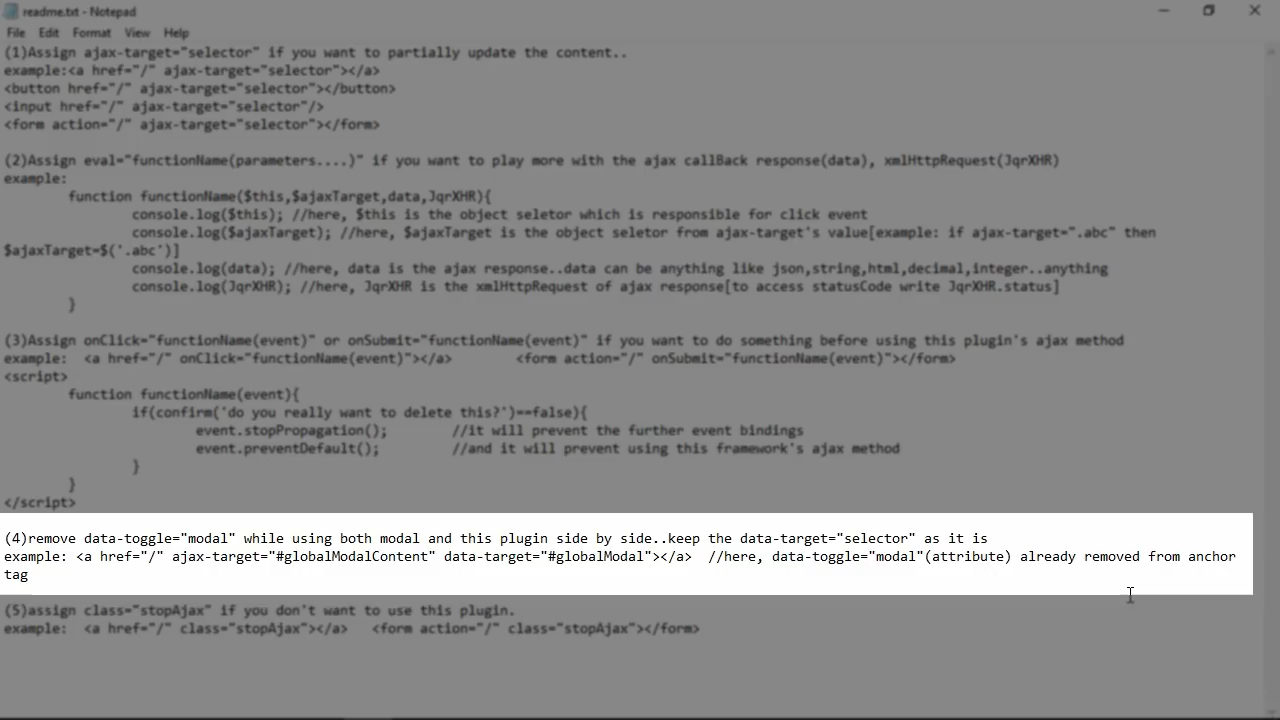 readme.txt - Notepad
File Edit Format View Help
(1)Assign ajax-target="selector" if you want to partially update the content..
example:<a href="/" ajax-target="selector"></a>
<button href="/" ajax-target="selector"></button>
<input href="/" ajax-target="selector"/>
<form action="/" ajax-target="selector"></form>
(2)Assign eval="functionName(parameters....)" if you want to play more with the ajax callBack response(data), xmlHttpRequest(JqrXHR)
example:
function functionName($this,$ajaxTarget,data,JqrXHR){
console.log($this); //here, $this is the object seletor which is responsible for click event
console.log($ajaxTarget); //here, $ajaxTarget is the object seletor from ajax-target's value[example: if ajax-target=".abc" then
$ajaxTarget=$('.abc')]
console.log(data); //here, data is the ajax response..data can be anything like json,string,html,decimal,integer..anything
console.log(JqrXHR); //here, JqrXHR is the xmlHttpRequest of ajax response[to access statusCode write JqrXHR.status]
}
(3)Assign onClick="functionName(event)" or onSubmit="functionName(event)" if you want to do something before using this plugin's ajax method
example: <a href="/" onClick="functionName(event)"></a> <form action="/" onSubmit="functionName(event)"></form>
<script>
function functionName(event){
if(confirm('do you really want to delete this?')==false){
event.stopPropagation(); //it will prevent the further event bindings
event.preventDefault(); //and it will prevent using this framework's ajax method
}
}
</script>
(4)remove data-toggle="modal" while using both modal and this plugin side by side..keep the data-target="selector" as it is
example: <a href="/" ajax-target="#globalModalContent" data-target="#globalModal"></a> //here, data-toggle="modal"(attribute) already removed from anchor
tag
(5)assign class="stopAjax" if you don't want to use this plugin.
example: <a href="/" class="stopAjax"></a> <form action="/" class="stopAjax"></form>